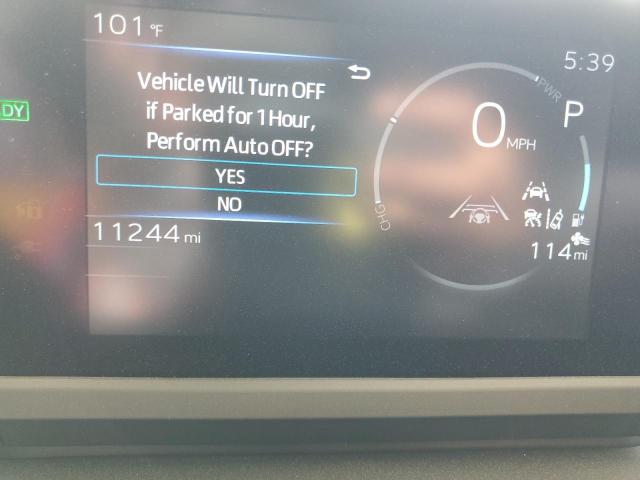 101 °F
5:39
Vehicle Will Turn OFF
if Parked for 1 Hour,
Perform Auto OFF?
YES
NO
11244 mi
DY
PWR
P
0 MPH
CHG
114 mi